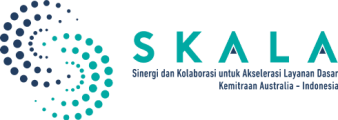 SKALA
Sinergi dan Kolaborasi untuk Akselerasi Layanan Dasar
Kemitraan Australia - Indonesia